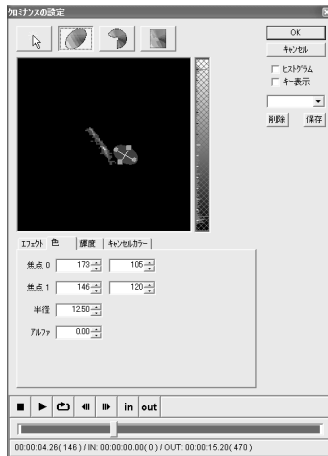 クロミナンスの設定
OK
キャンセル
ヒストグラム
キー表示
削除 保存
エフェクト 色 輝度 キャンセルカラー
焦点 0 173 105
焦点 1 146 120
半径 12.50
アルファ 0.00
in out
00:00:04.26( 146 ) / IN: 00:00:00.00( 0 ) / OUT: 00:00:15.20( 470 )